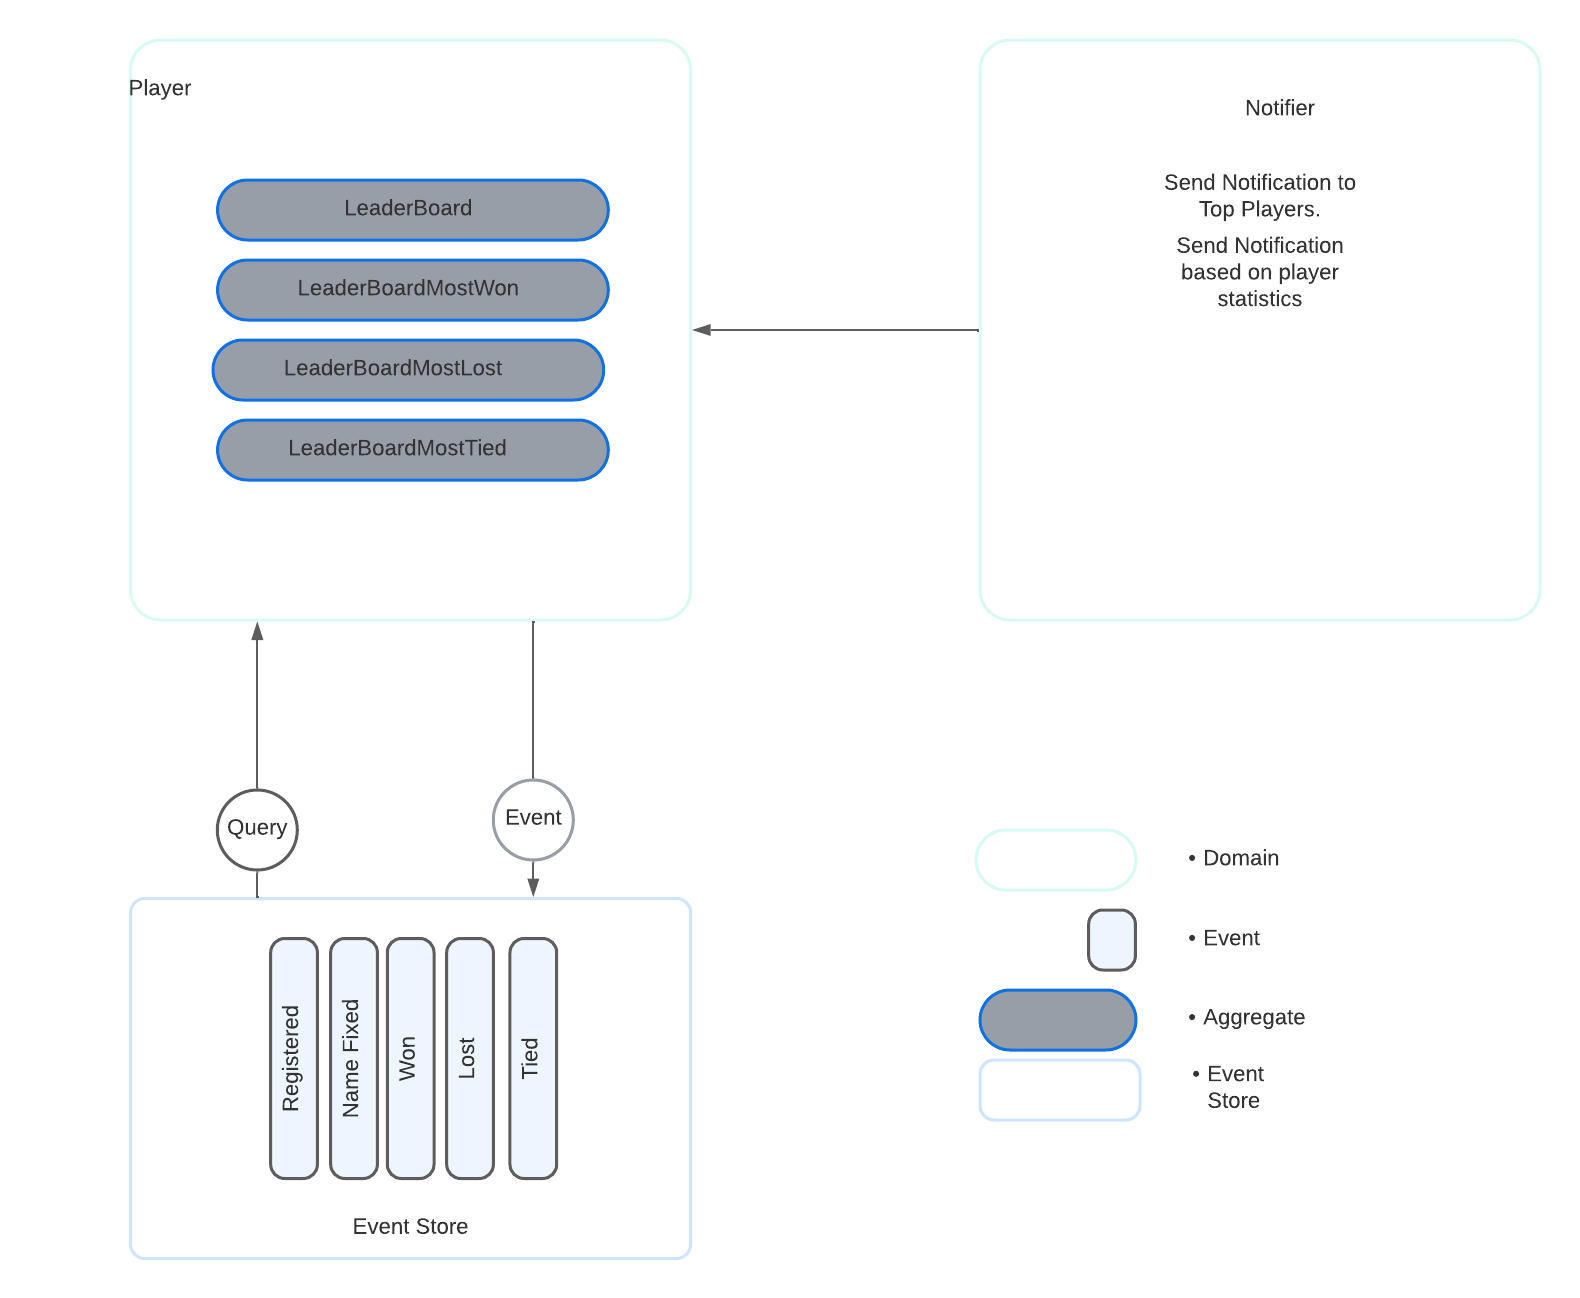 Player
LeaderBoard
LeaderBoardMostWon
LeaderBoardMostLost
LeaderBoardMostTied
Notifier
Send Notification to
Top Players.
Send Notification
based on player
statistics
Query
Event
Registered
Name Fixed
Won
Lost
Tied
Event Store
• Domain
• Event
• Aggregate
• Event
Store